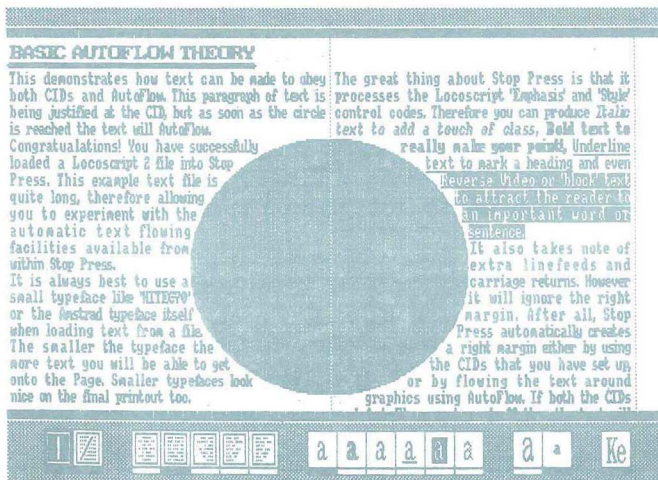 BASIC AUTOFLOW THEORY
This demonstrates how text can be made to obey
both CIDs and AutoFlow. This paragraph of text is
being justified at the CID, but as soon as the circle
is reached the text will AutoFlow.
Congratualations! You have successfully
loaded a Locoscript 2 file into Stop
Press. This example text file is
quite long, therefore allowing
you to experiment with the
automatic text flowing
facilities available from
within Stop Press.
It is always best to use a
small typeface like
or the Amstrad typeface itself
when loading text from a file.
The smaller the typeface the
more text you will be able to get
onto the Page. Smaller typefaces look
nice on the final printout too.
The great thing about Stop Press is that it
processes the Locoscript 'Emphasis' and 'Style'
control codes. Therefore you can produce Italic
text to add a touch of class, Bold text to
really make your point!, Underline
text to mark a heading and even
Reverse Video or 'block' text
to attract the reader to
an important word or
sentence.
It also takes note of
extra linefeeds and
carriage returns. However
it will ignore the right
margin. After all, Stop
Press automatically creates
a right margin either by using
the CIDs that you have set up,
or by flowing the text around
graphics using AutoFlow. If both the CIDs
I
a a a a a a
a a
Ke